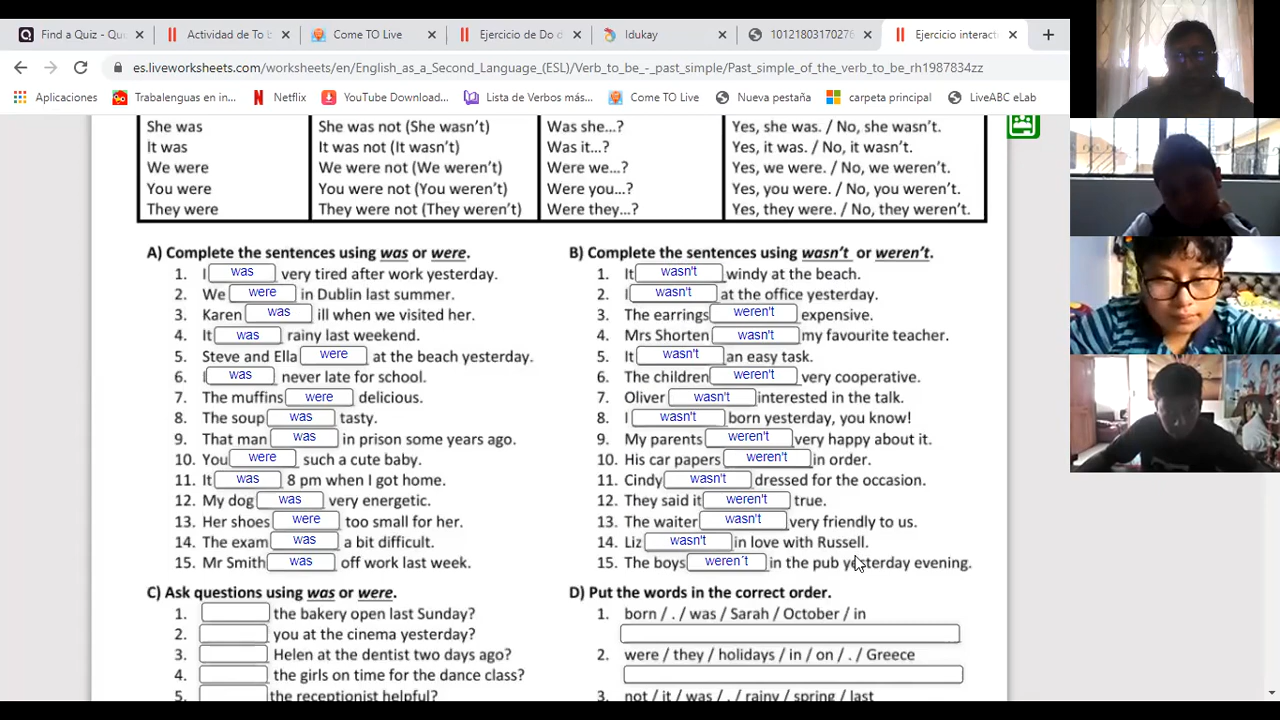 Find a Quiz - Qui
Actividad de To b
Come TO Live
Ejercicio de Do d
Idukay
10121803170276
Ejercicio interact
es.liveworksheets.com/worksheets/en/English_as_a_Second_Language_(ESL)/Verb_to_be_-_past_simple/Past_simple_of_the_verb_to_be_rh1987834zz
Aplicaciones
Trabalenguas en in...
Netflix
YouTube Download...
Lista de Verbos más...
Come TO Live
Nueva pestaña
carpeta principal
LiveABC eLab
She was She was not (She wasn't) Was she...? Yes, she was. / No, she wasn't.
It was It was not (It wasn't) Was it...? Yes, it was. / No, it wasn't.
We were We were not (We weren't) Were we...? Yes, we were. / No, we weren't.
You were You were not (You weren't) Were you...? Yes, you were. / No, you weren't.
They were They were not (They weren't) Were they...? Yes, they were. / No, they weren't.
A) Complete the sentences using was or were.
1. I was very tired after work yesterday.
2. We were in Dublin last summer.
3. Karen was ill when we visited her.
4. It was rainy last weekend.
5. Steve and Ella were at the beach yesterday.
6. I was never late for school.
7. The muffins were delicious.
8. The soup was tasty.
9. That man was in prison some years ago.
10. You were such a cute baby.
11. It was 8 pm when I got home.
12. My dog was very energetic.
13. Her shoes were too small for her.
14. The exam was a bit difficult.
15. Mr Smith was off work last week.
B) Complete the sentences using wasn't or weren't.
1. It wasn't windy at the beach.
2. I wasn't at the office yesterday.
3. The earrings weren't expensive.
4. Mrs Shorten wasn't my favourite teacher.
5. It wasn't an easy task.
6. The children weren't very cooperative.
7. Oliver wasn't interested in the talk.
8. I wasn't born yesterday, you know!
9. My parents weren't very happy about it.
10. His car papers weren't in order.
11. Cindy wasn't dressed for the occasion.
12. They said it weren't true.
13. The waiter wasn't very friendly to us.
14. Liz wasn't in love with Russell.
15. The boys weren´t in the pub yesterday evening.
C) Ask questions using was or were.
1. the bakery open last Sunday?
2. you at the cinema yesterday?
3. Helen at the dentist two days ago?
4. the girls on time for the dance class?
5. the receptionist helpful?
D) Put the words in the correct order.
1. born / . / was / Sarah / October / in
2. were / they / holidays / in / on / . / Greece
3. not / it / was / . / rainy / spring / last